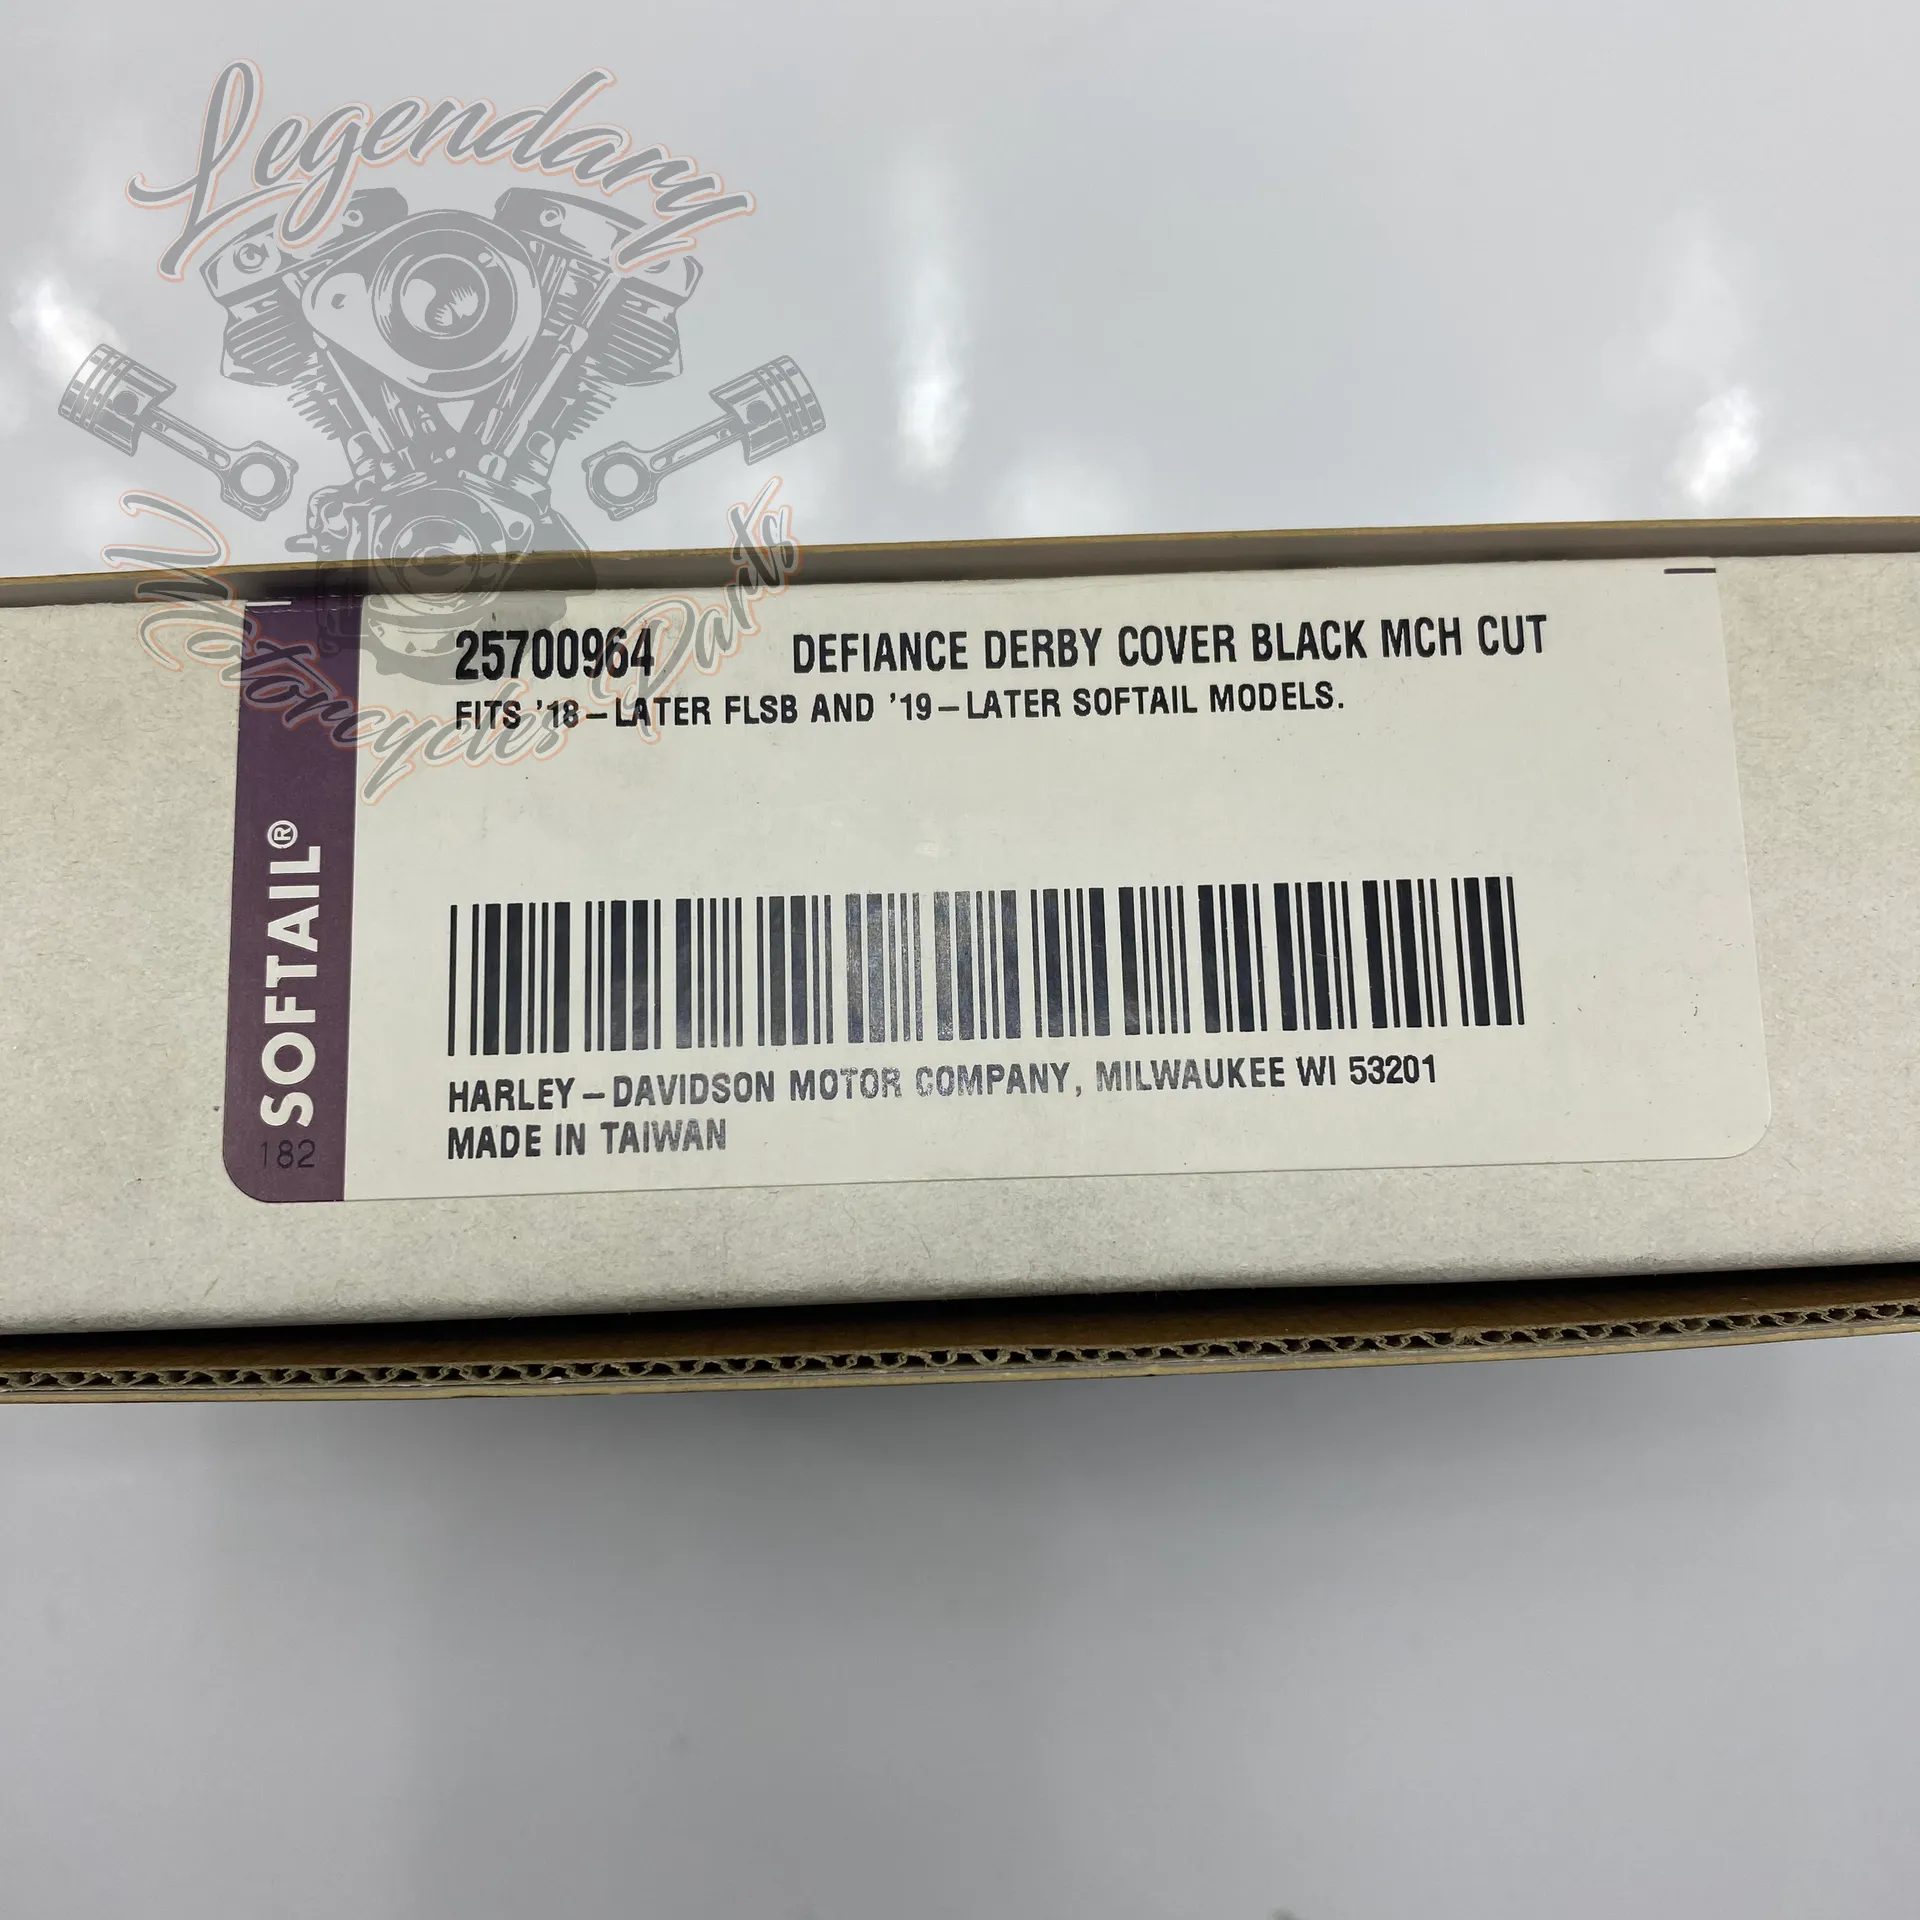 Legendary
Motorcycles Parts
25700964 DEFIANCE DERBY COVER BLACK MCH CUT
FITS '18-LATER FLSB AND '19-LATER SOFTAIL MODELS.
SOFTAIL®
182
HARLEY-DAVIDSON MOTOR COMPANY, MILWAUKEE WI 53201
MADE IN TAIWAN